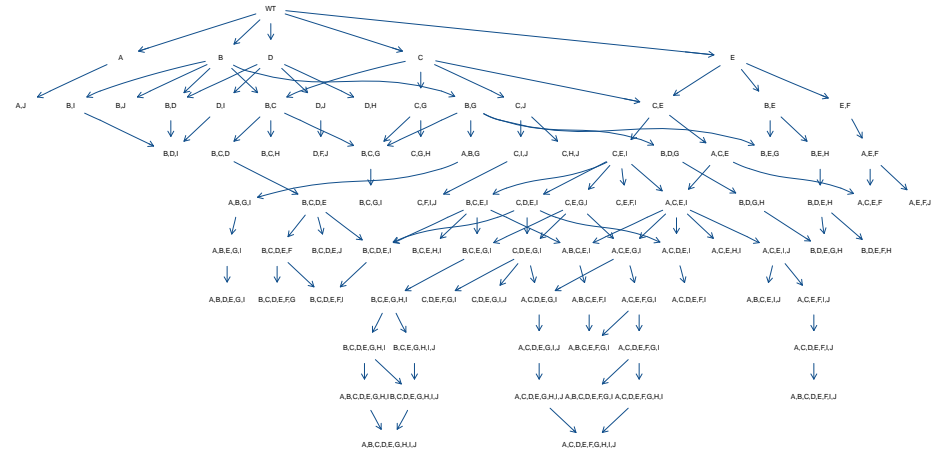 WT
A B D C E
A,J B,I B,J B,D D,I B,C D,J D,H C,G B,G C,J C,E B,E E,F
B,D,I B,C,D B,C,H D,F,J B,C,G C,G,H A,B,G C,I,J C,H,J C,E,I B,D,G A,C,E B,E,G B,E,H A,E,F
A,B,G,I B,C,D,E B,C,G,I C,F,I,J B,C,E,I C,D,E,I C,E,G,I C,E,F,I A,C,E,I B,D,G,H B,D,E,H A,C,E,F A,E,F,J
A,B,E,G,I B,C,D,E,F B,C,D,E,J B,C,D,E,I B,C,E,H,I B,C,E,G,I C,D,E,G,I A,B,C,E,I A,C,E,G,I A,C,D,E,I A,C,E,H,I A,C,E,I,J B,D,E,G,H B,D,E,F,H
A,B,D,E,G,I B,C,D,E,F,G B,C,D,E,F,I B,C,E,G,H,I C,D,E,F,G,I C,D,E,G,I,J A,C,D,E,G,I A,B,C,E,F,I A,C,E,F,G,I A,C,D,E,F,I A,B,C,E,I,J A,C,E,F,I,J
B,C,D,E,G,H,I B,C,E,G,H,I,J A,C,D,E,G,I,J A,B,C,E,F,G,I A,C,D,E,F,G,I A,C,D,E,F,I,J
A,B,C,D,E,G,H,I B,C,D,E,G,H,I,J A,C,D,E,G,H,I,J A,B,C,D,E,F,G,I A,C,D,E,F,G,H,I A,B,C,D,E,F,I,J
A,B,C,D,E,G,H,I,J A,C,D,E,F,G,H,I,J